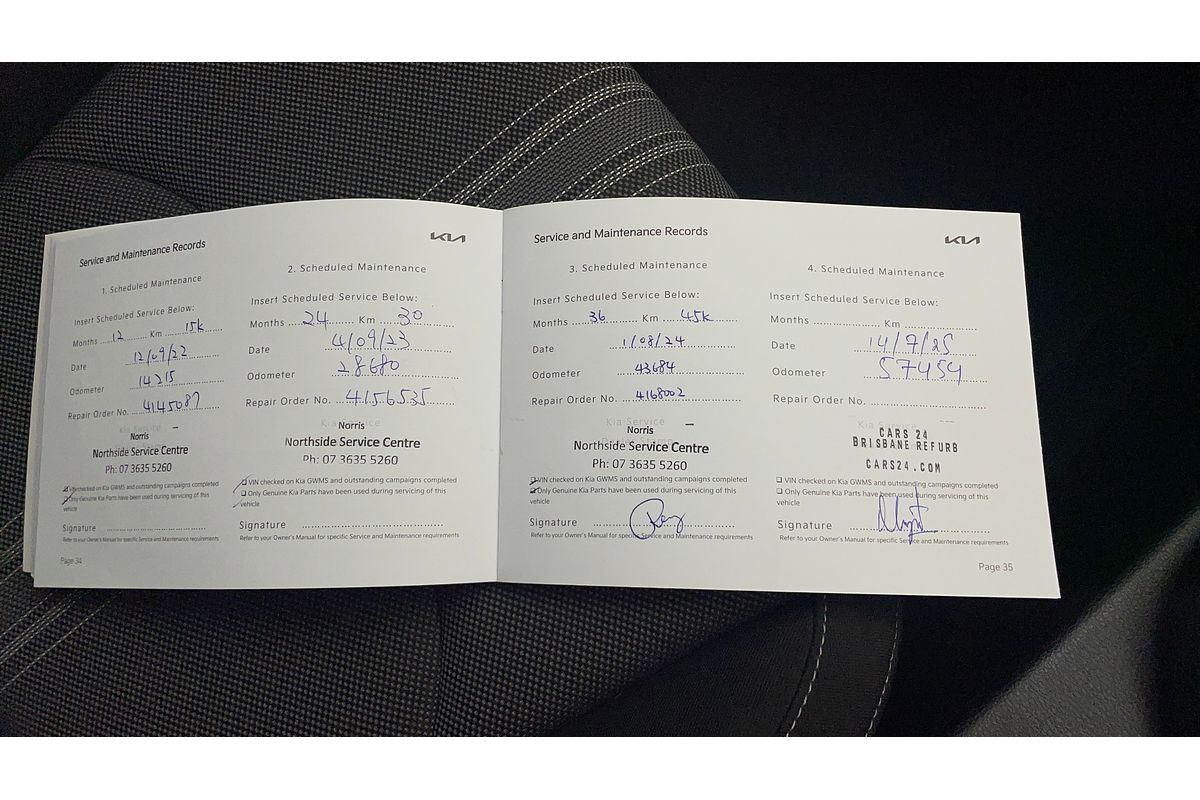 Service and Maintenance Records
KIA
1. Scheduled Maintenance
Insert Scheduled Service Below:
Months 12 Km 15k
Date 12/09/22
Odometer 14215
Repair Order No. 4145087
Norris
Northside Service Centre
Ph: 07 3635 5260
VIN checked on Kia GWMS and outstanding campaigns completed
Only Genuine Kia Parts have been used during servicing of this
vehicle
Signature
Refer to your Owner's Manual for specific Service and Maintenance requirements
Page 34
2. Scheduled Maintenance
Insert Scheduled Service Below:
Months 24 Km 30
Date 4/09/23
Odometer 28680
Repair Order No. 4156535
Kia Service
Norris
Northside Service Centre
Ph: 07 3635 5260
VIN checked on Kia GWMS and outstanding campaigns completed
Only Genuine Kia Parts have been used during servicing of this
vehicle
Signature
Refer to your Owner's Manual for specific Service and Maintenance requirements
Service and Maintenance Records
KIA
3. Scheduled Maintenance
Insert Scheduled Service Below:
Months 36 Km 45k
Date 1/08/24
Odometer 43684
Repair Order No. 4168002
Kia Service
Norris
Northside Service Centre
Ph: 07 3635 5260
VIN checked on Kia GWMS and outstanding campaigns completed
Only Genuine Kia Parts have been used during servicing of this
vehicle
Signature
Refer to your Owner's Manual for specific Service and Maintenance requirements
4. Scheduled Maintenance
Insert Scheduled Service Below:
Months Km
Date 14/7/25
Odometer 57454
Repair Order No.
Kia Service
CARS 24
BRISBANE REFURB
CARS24.COM
VIN checked on Kia GWMS and outstanding campaigns completed
Only Genuine Kia Parts have been used during servicing of this
vehicle
Signature
Refer to your Owner's Manual for specific Service and Maintenance requirements
Page 35